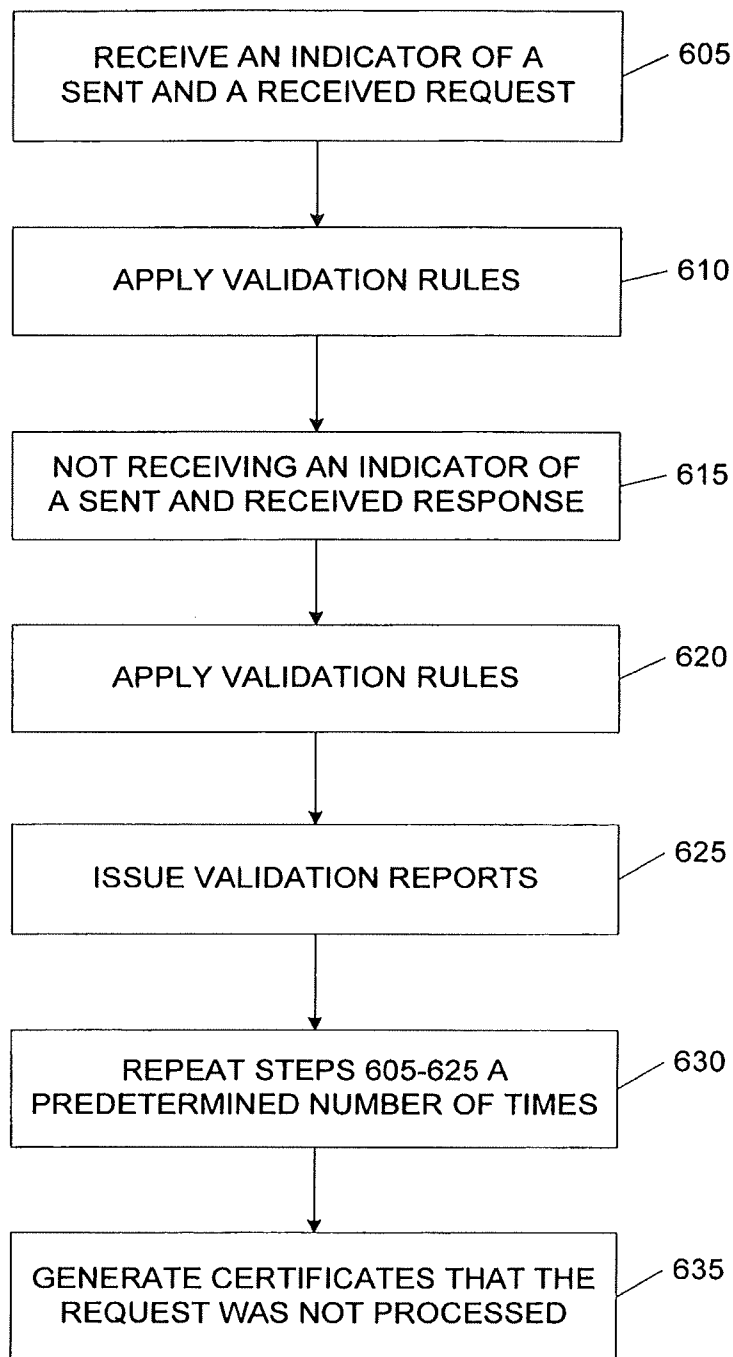 RECEIVE AN INDICATOR OF A
SENT AND A RECEIVED REQUEST
605
APPLY VALIDATION RULES
610
NOT RECEIVING AN INDICATOR OF
A SENT AND RECEIVED RESPONSE
615
APPLY VALIDATION RULES
620
ISSUE VALIDATION REPORTS
625
REPEAT STEPS 605-625 A
PREDETERMINED NUMBER OF TIMES
630
GENERATE CERTIFICATES THAT THE
REQUEST WAS NOT PROCESSED
635